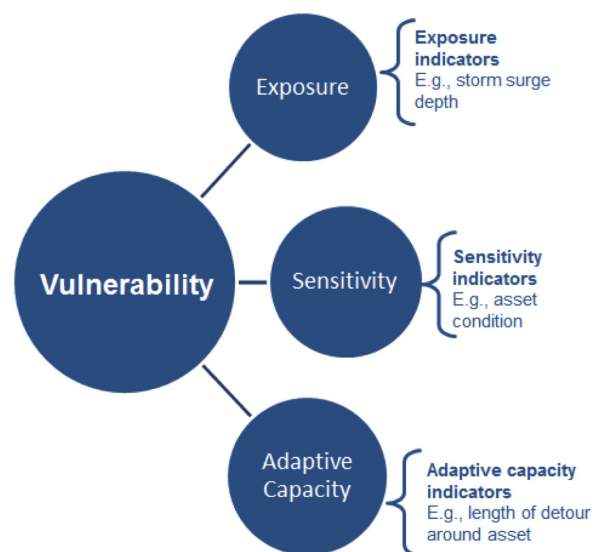 Exposure
Exposure
indicators
E.g., storm surge
depth
Vulnerability
Sensitivity
Sensitivity
indicators
E.g., asset
condition
Adaptive
Capacity
Adaptive capacity
indicators
E.g., length of detour
around asset